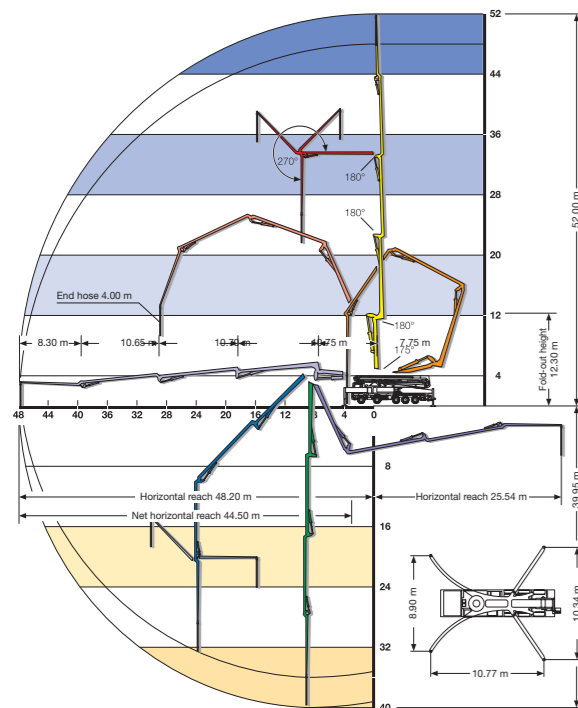 52
44
36
270°
180°
28
180°
20
52.00 m
End hose 4.00 m
12
8.30 m
10.65 m
10.70 m
10.75 m
180°
7.75 m
175°
Fold-out height
12.30 m
4
48 44 40 36 32 28 24 20 16 12 8 4 0
8
Horizontal reach 48.20 m
Horizontal reach 25.54 m
Net horizontal reach 44.50 m
39.95 m
16
24
8.90 m
10.34 m
32
10.77 m
40